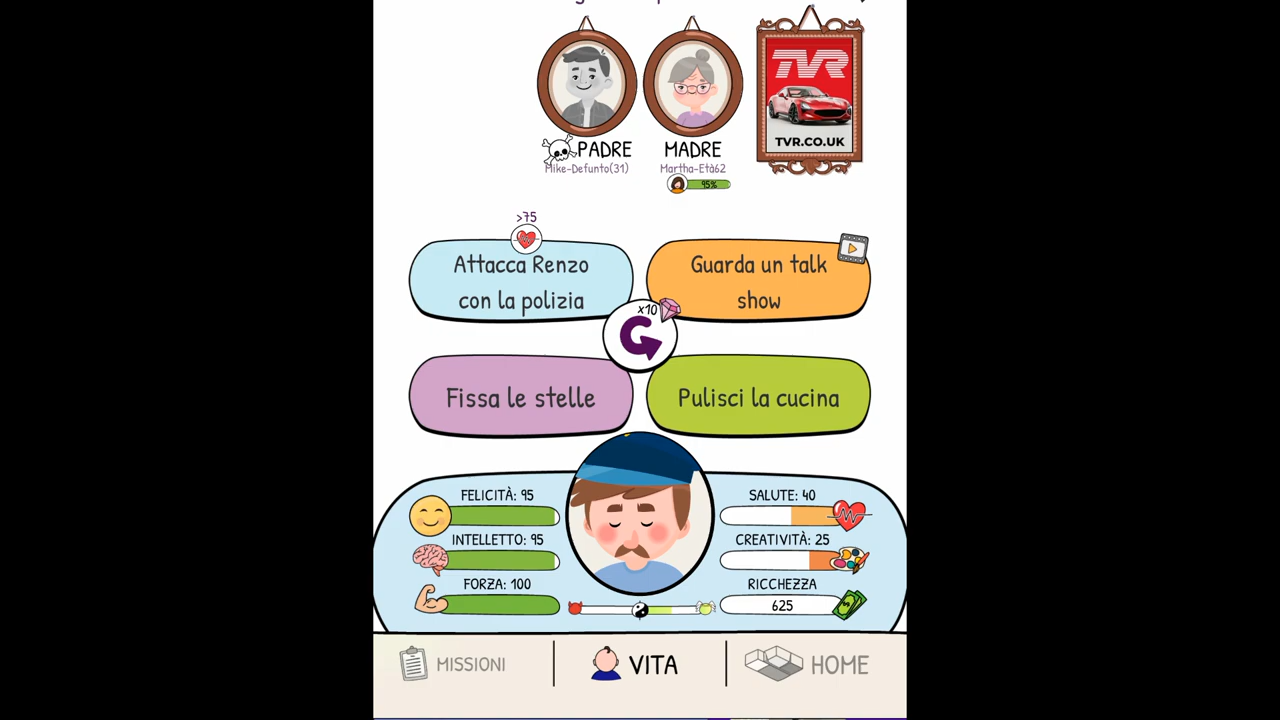 TVR
TVR.CO.UK
PADRE
MADRE
Mike-Defunto(31)
Martha-Età62
95%
>75
Attacca Renzo
con la polizia
Guarda un talk
show
x10
Fissa le stelle
Pulisci la cucina
FELICITÀ: 95
SALUTE: 40
INTELLETTO: 95
CREATIVITÀ: 25
FORZA: 100
RICCHEZZA
625
MISSIONI
VITA
HOME